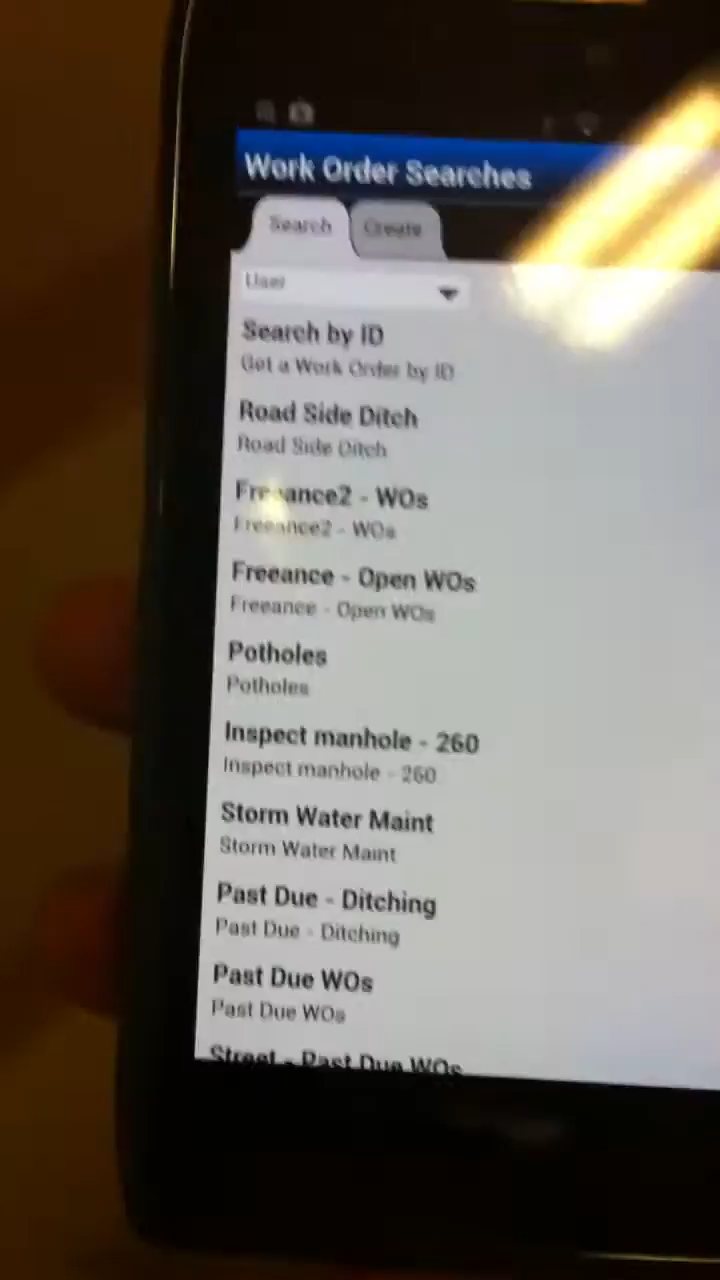 Work Order Searches
Search Create
User
Search by ID
Get a Work Order by ID
Road Side Ditch
Road Side Ditch
Freeance2 - WOs
Freeance2 - WOs
Freeance - Open WOs
Freeance - Open WOs
Potholes
Potholes
Inspect manhole - 260
Inspect manhole - 260
Storm Water Maint
Storm Water Maint
Past Due - Ditching
Past Due - Ditching
Past Due WOs
Past Due WOs
Street - Past Due WOs